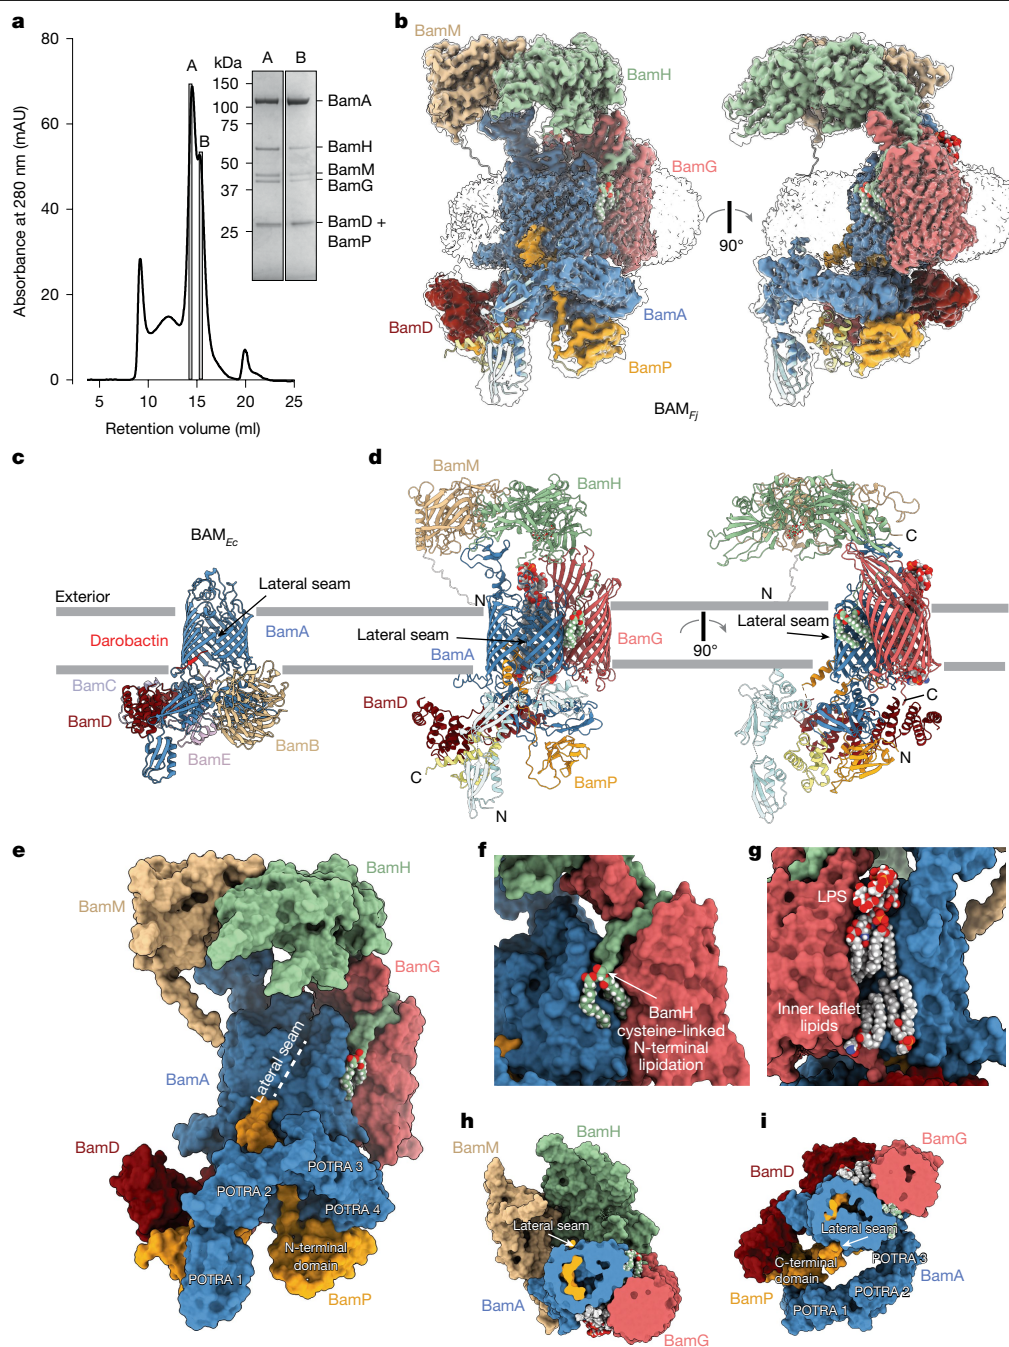 a
80
60
40
20
0
Absorbance at 280 nm (mAU)
5
10
15
20
25
Retention volume (ml)
A
B
kDa
A
B
150
100
75
50
37
25
BamA
BamH
BamM
BamG
BamD +
BamP
b
BamM
BamH
BamG
90°
BamD
BamA
BamP
BAM Fj
c
BAM Ec
Lateral seam
Exterior
Darobactin
BamA
BamC
BamD
BamE
BamB
d
BamM
BamH
N
Lateral seam
BamA
BamG
BamD
C
BamP
N
90°
C
N
Lateral seam
C
N
e
BamM
BamH
BamG
Lateral seam
BamA
BamD
POTRA 3
POTRA 2
POTRA 4
N-terminal
domain
POTRA 1
BamP
f
BamH
cysteine-linked
N-terminal
lipidation
g
LPS
Inner leaflet
lipids
h
BamM
BamH
Lateral seam
BamA
BamG
i
BamG
BamD
Lateral seam
C-terminal
domain
POTRA 3
BamA
POTRA 2
BamP
POTRA 1